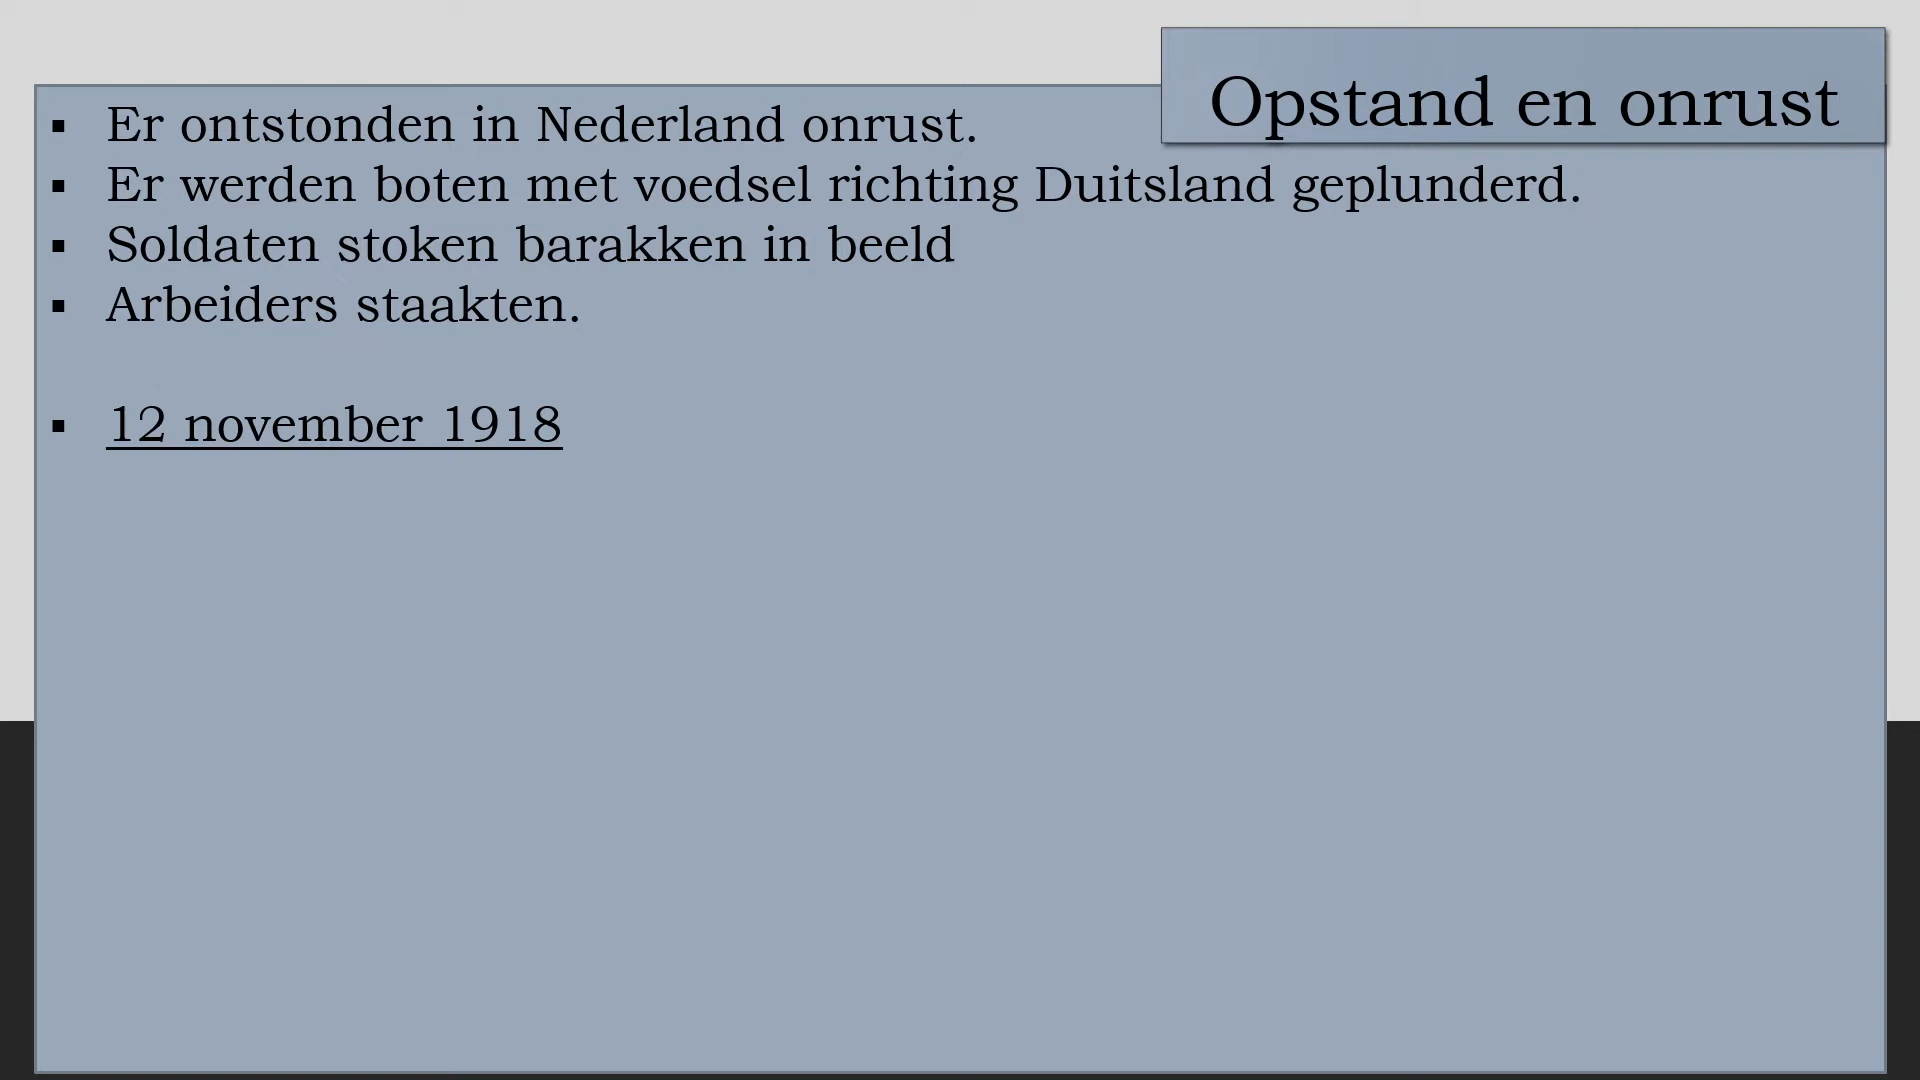 Opstand en onrust
▪ Er ontstonden in Nederland onrust.
▪ Er werden boten met voedsel richting Duitsland geplunderd.
▪ Soldaten stoken barakken in beeld
▪ Arbeiders staakten.
▪ 12 november 1918